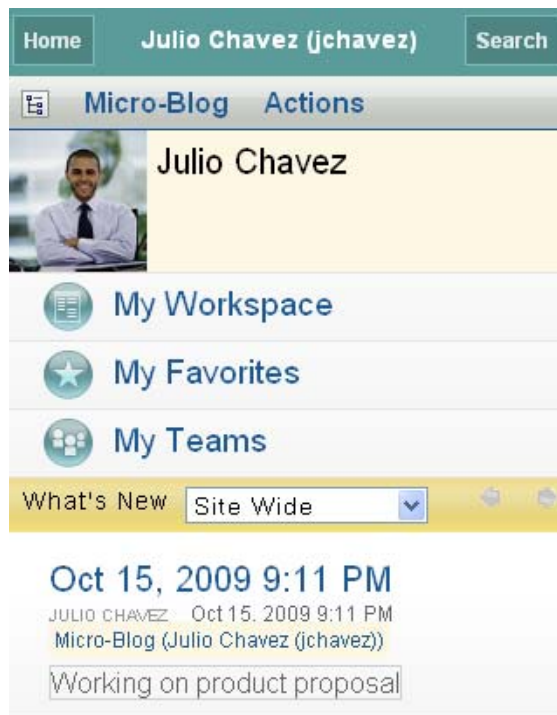 Home Julio Chavez (jchavez) Search
Micro-Blog Actions
Julio Chavez
My Workspace
My Favorites
My Teams
What's New Site Wide
Oct 15, 2009 9:11 PM
JULIO CHAVEZ Oct 15, 2009 9:11 PM
Micro-Blog (Julio Chavez (jchavez))
Working on product proposal